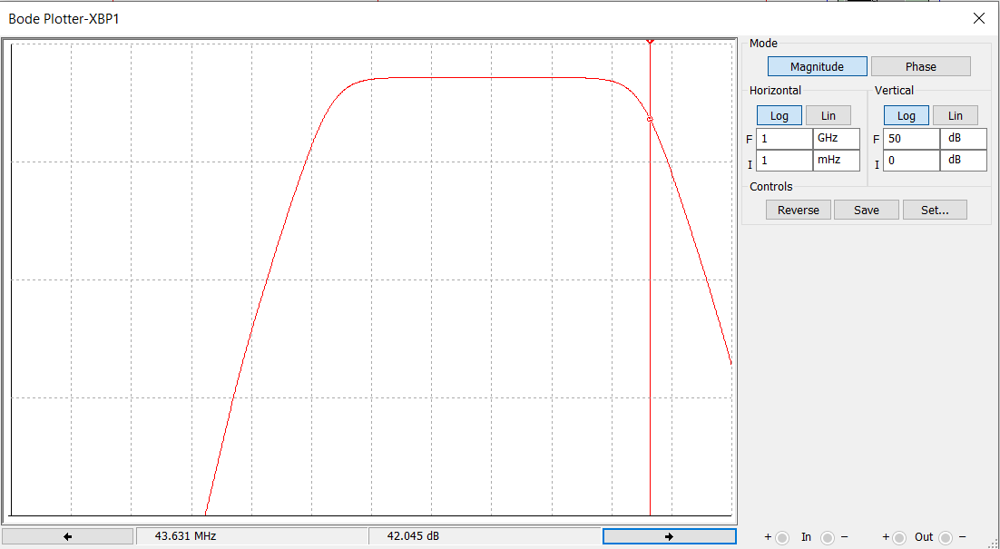 Bode Plotter-XBP1
Mode
Magnitude Phase
Horizontal Vertical
Log Lin Log Lin
F 1 GHz F 50 dB
I 1 mHz I 0 dB
Controls
Reverse Save Set...
43.631 MHz 42.045 dB + In − + Out −